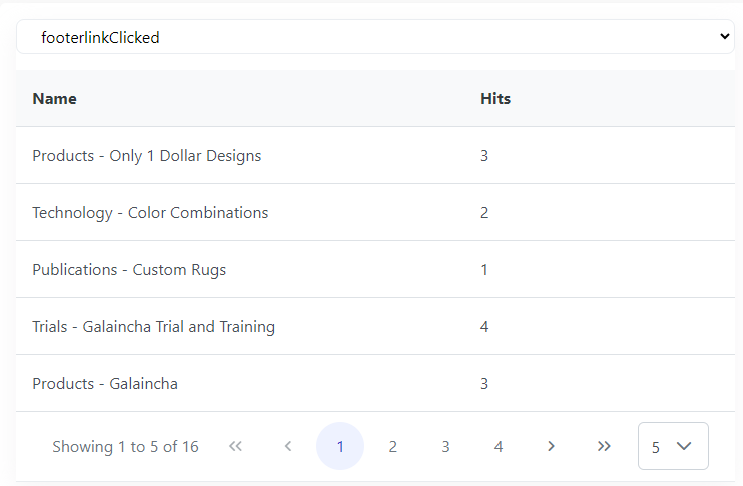 footerlinkClicked
Name Hits
Products - Only 1 Dollar Designs 3
Technology - Color Combinations 2
Publications - Custom Rugs 1
Trials - Galaincha Trial and Training 4
Products - Galaincha 3
Showing 1 to 5 of 16 1 2 3 4 5